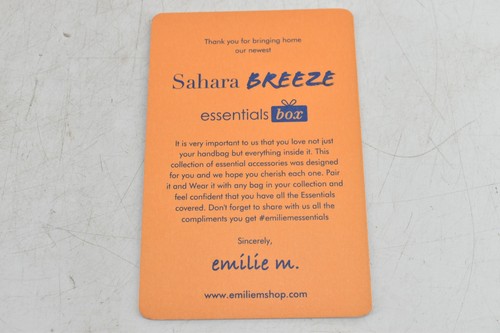 Thank you for bringing home
our newest
Sahara BREEZE
essentials box
It is very important to us that you love not just
your handbag but everything inside it. This
collection of essential accessories was designed
for you and we hope you cherish each one. Pair
it and Wear it with any bag in your collection and
feel confident that you have all the Essentials
covered. Don't forget to share with us all the
compliments you get #emiliemessentials
Sincerely,
emilie m.
www.emiliemshop.com